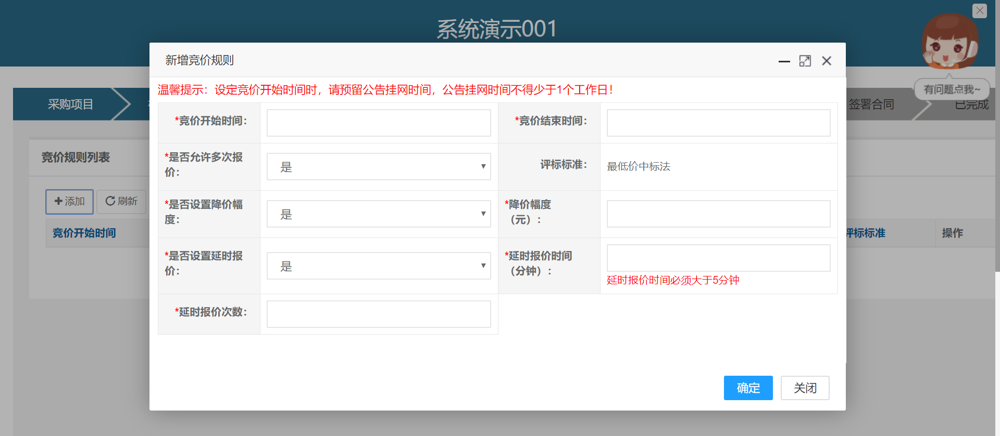 系统演示001
有问题点我~
采购项目
签署合同
已完成
竞价规则列表
添加
刷新
竞价开始时间
评标标准
操作
新增竞价规则
温馨提示：设定竞价开始时间时，请预留公告挂网时间，公告挂网时间不得少于1个工作日！
*竞价开始时间：
*竞价结束时间：
*是否允许多次报
价：
是
评标标准：
最低价中标法
*是否设置降价幅
度：
是
*降价幅度
（元）：
*是否设置延时报
价：
是
*延时报价时间
（分钟）：
延时报价时间必须大于5分钟
*延时报价次数：
确定
关闭